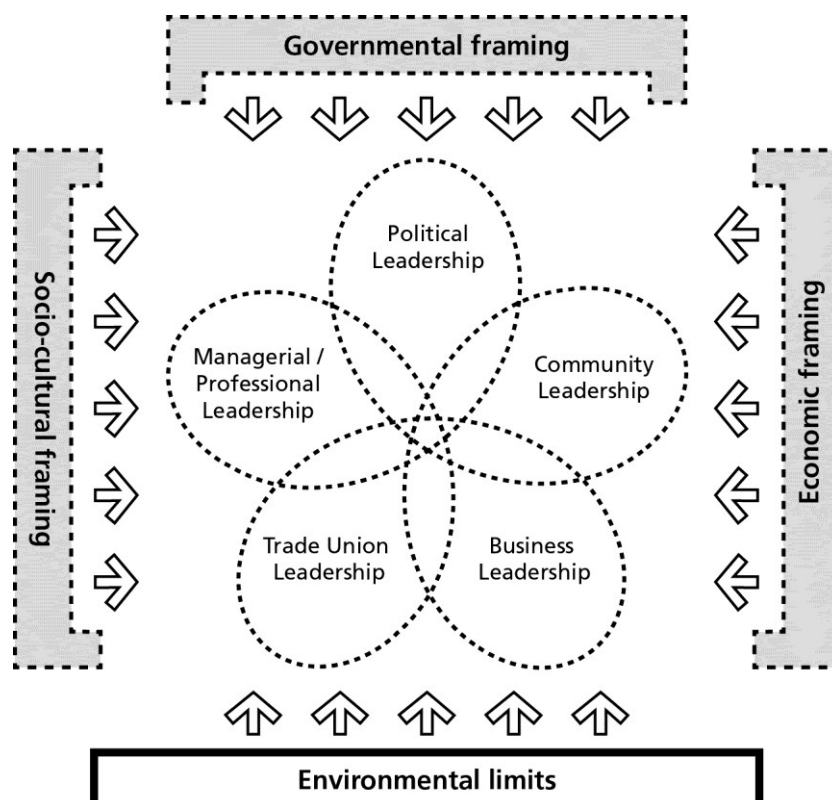 Governmental framing
Socio-cultural framing
Political
Leadership
Managerial /
Professional
Leadership
Community
Leadership
Economic framing
Trade Union
Leadership
Business
Leadership
Environmental limits